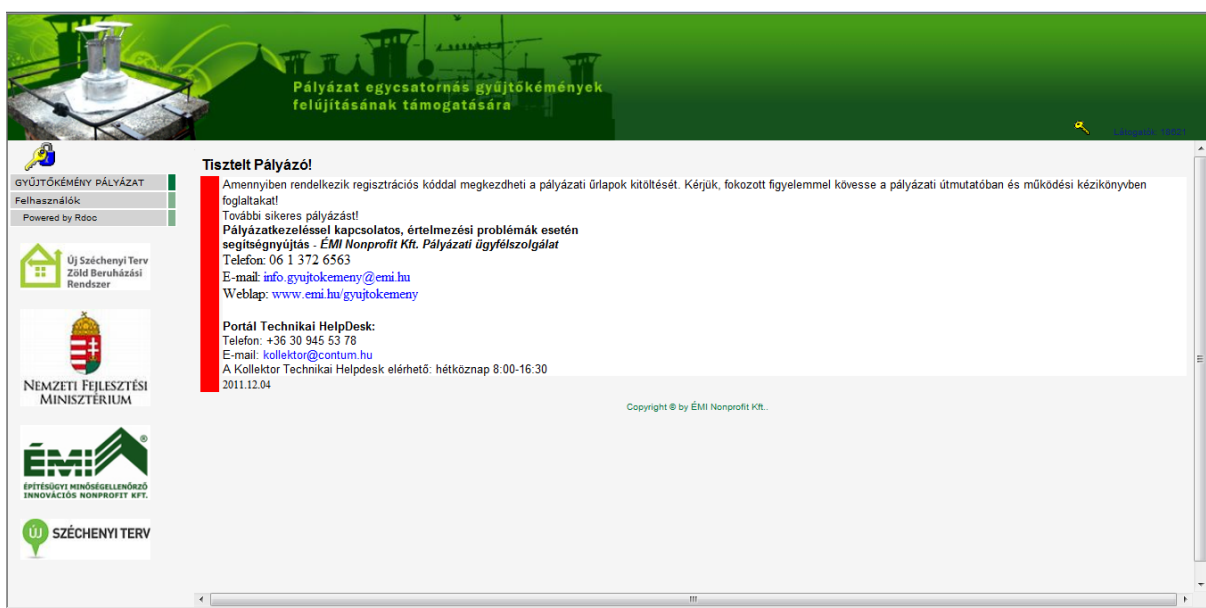 Pályázat egycsatornás gyűjtőkémények
felújításának támogatására
Látogatók: 18021
GYŰJTŐKÉMÉNY PÁLYÁZAT
Felhasználók
Powered by Rdoc
Új Széchenyi Terv
Zöld Beruházási
Rendszer
NEMZETI FEJLESZTÉSI
MINISZTÉRIUM
ÉMI ®
ÉPÍTÉSÜGYI MINŐSÉGELLENŐRZŐ
INNOVÁCIÓS NONPROFIT KFT.
ÚJ SZÉCHENYI TERV
Tisztelt Pályázó!
Amennyiben rendelkezik regisztrációs kóddal megkezdheti a pályázati űrlapok kitöltését. Kérjük, fokozott figyelemmel kövesse a pályázati útmutatóban és működési kézikönyvben
foglaltakat!
További sikeres pályázást!
Pályázatkezeléssel kapcsolatos, értelmezési problémák esetén
segítségnyújtás - ÉMI Nonprofit Kft. Pályázati ügyfélszolgálat
Telefon: 06 1 372 6563
E-mail: info.gyujtokemeny@emi.hu
Weblap: www.emi.hu/gyujtokemeny
Portál Technikai HelpDesk:
Telefon: +36 30 945 53 78
E-mail: kollektor@contum.hu
A Kollektor Technikai Helpdesk elérhető: hétköznap 8:00-16:30
2011.12.04
Copyright © by ÉMI Nonprofit Kft..